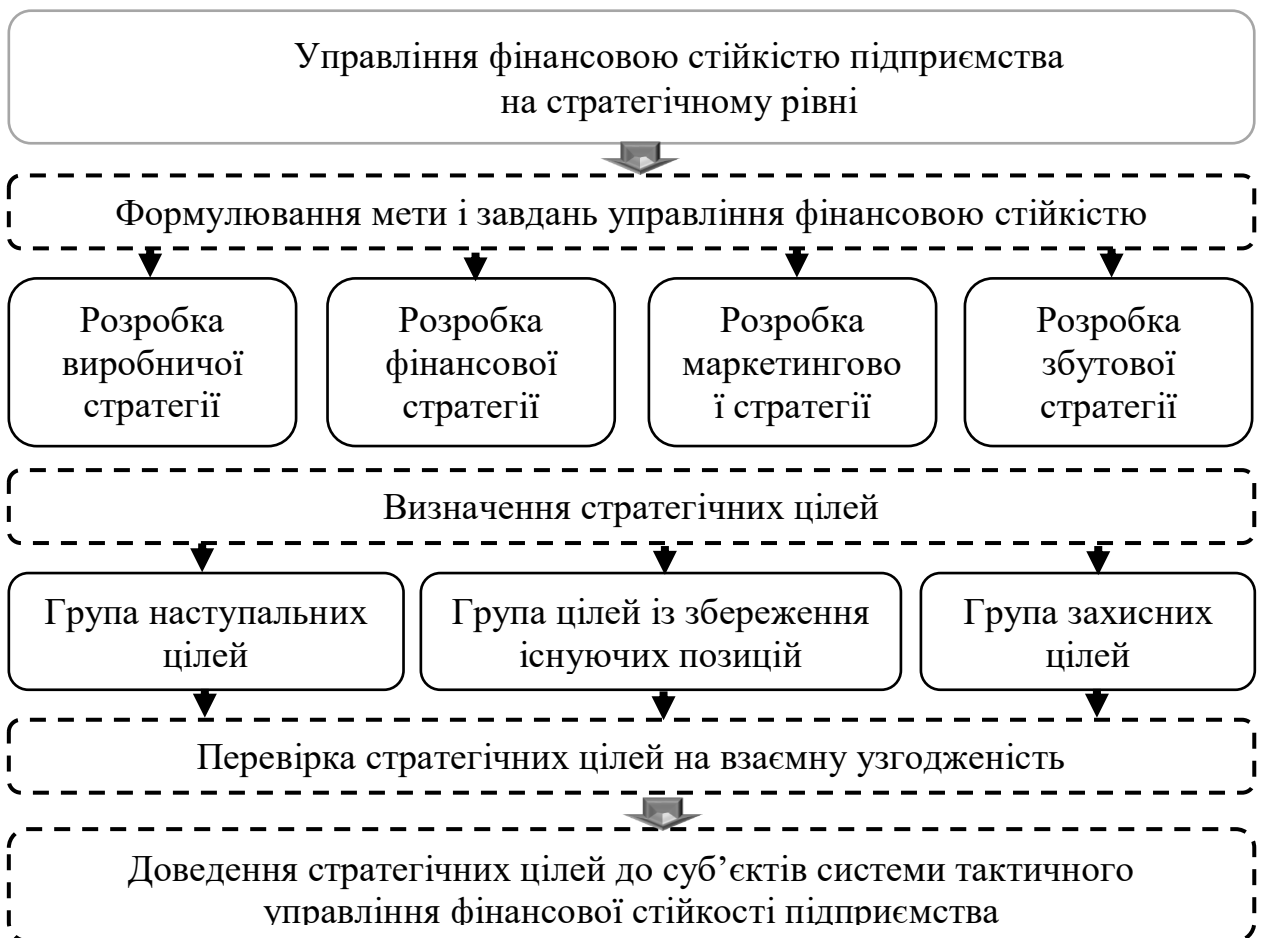 Управління фінансовою стійкістю підприємства
на стратегічному рівні
Формулювання мети і завдань управління фінансовою стійкістю
Розробка
виробничої
стратегії
Розробка
фінансової
стратегії
Розробка
маркетингово
ї стратегії
Розробка
збутової
стратегії
Визначення стратегічних цілей
Група наступальних
цілей
Група цілей із збереження
існуючих позицій
Група захисних
цілей
Перевірка стратегічних цілей на взаємну узгодженість
Доведення стратегічних цілей до суб’єктів системи тактичного
управління фінансової стійкості підприємства